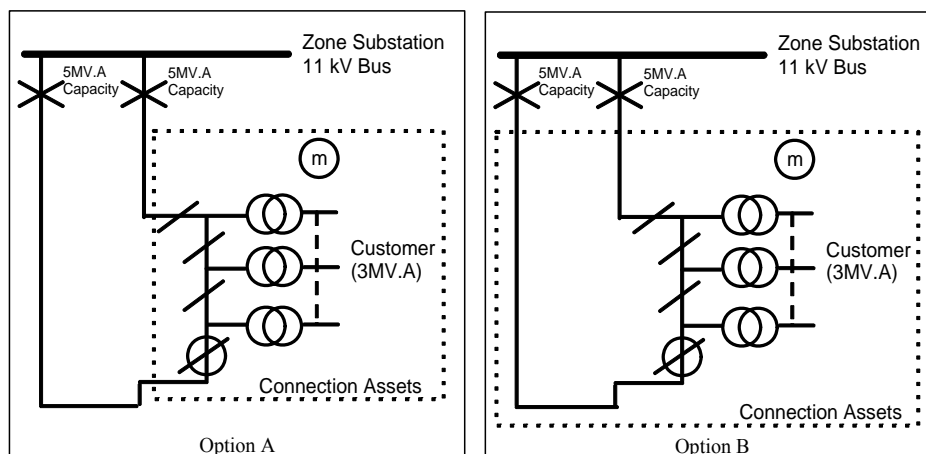 Zone Substation
11 kV Bus
5MV.A
Capacity
5MV.A
Capacity
m
Customer
(3MV.A)
Connection Assets
Option A
Zone Substation
11 kV Bus
5MV.A
Capacity
5MV.A
Capacity
m
Customer
(3MV.A)
Connection Assets
Option B